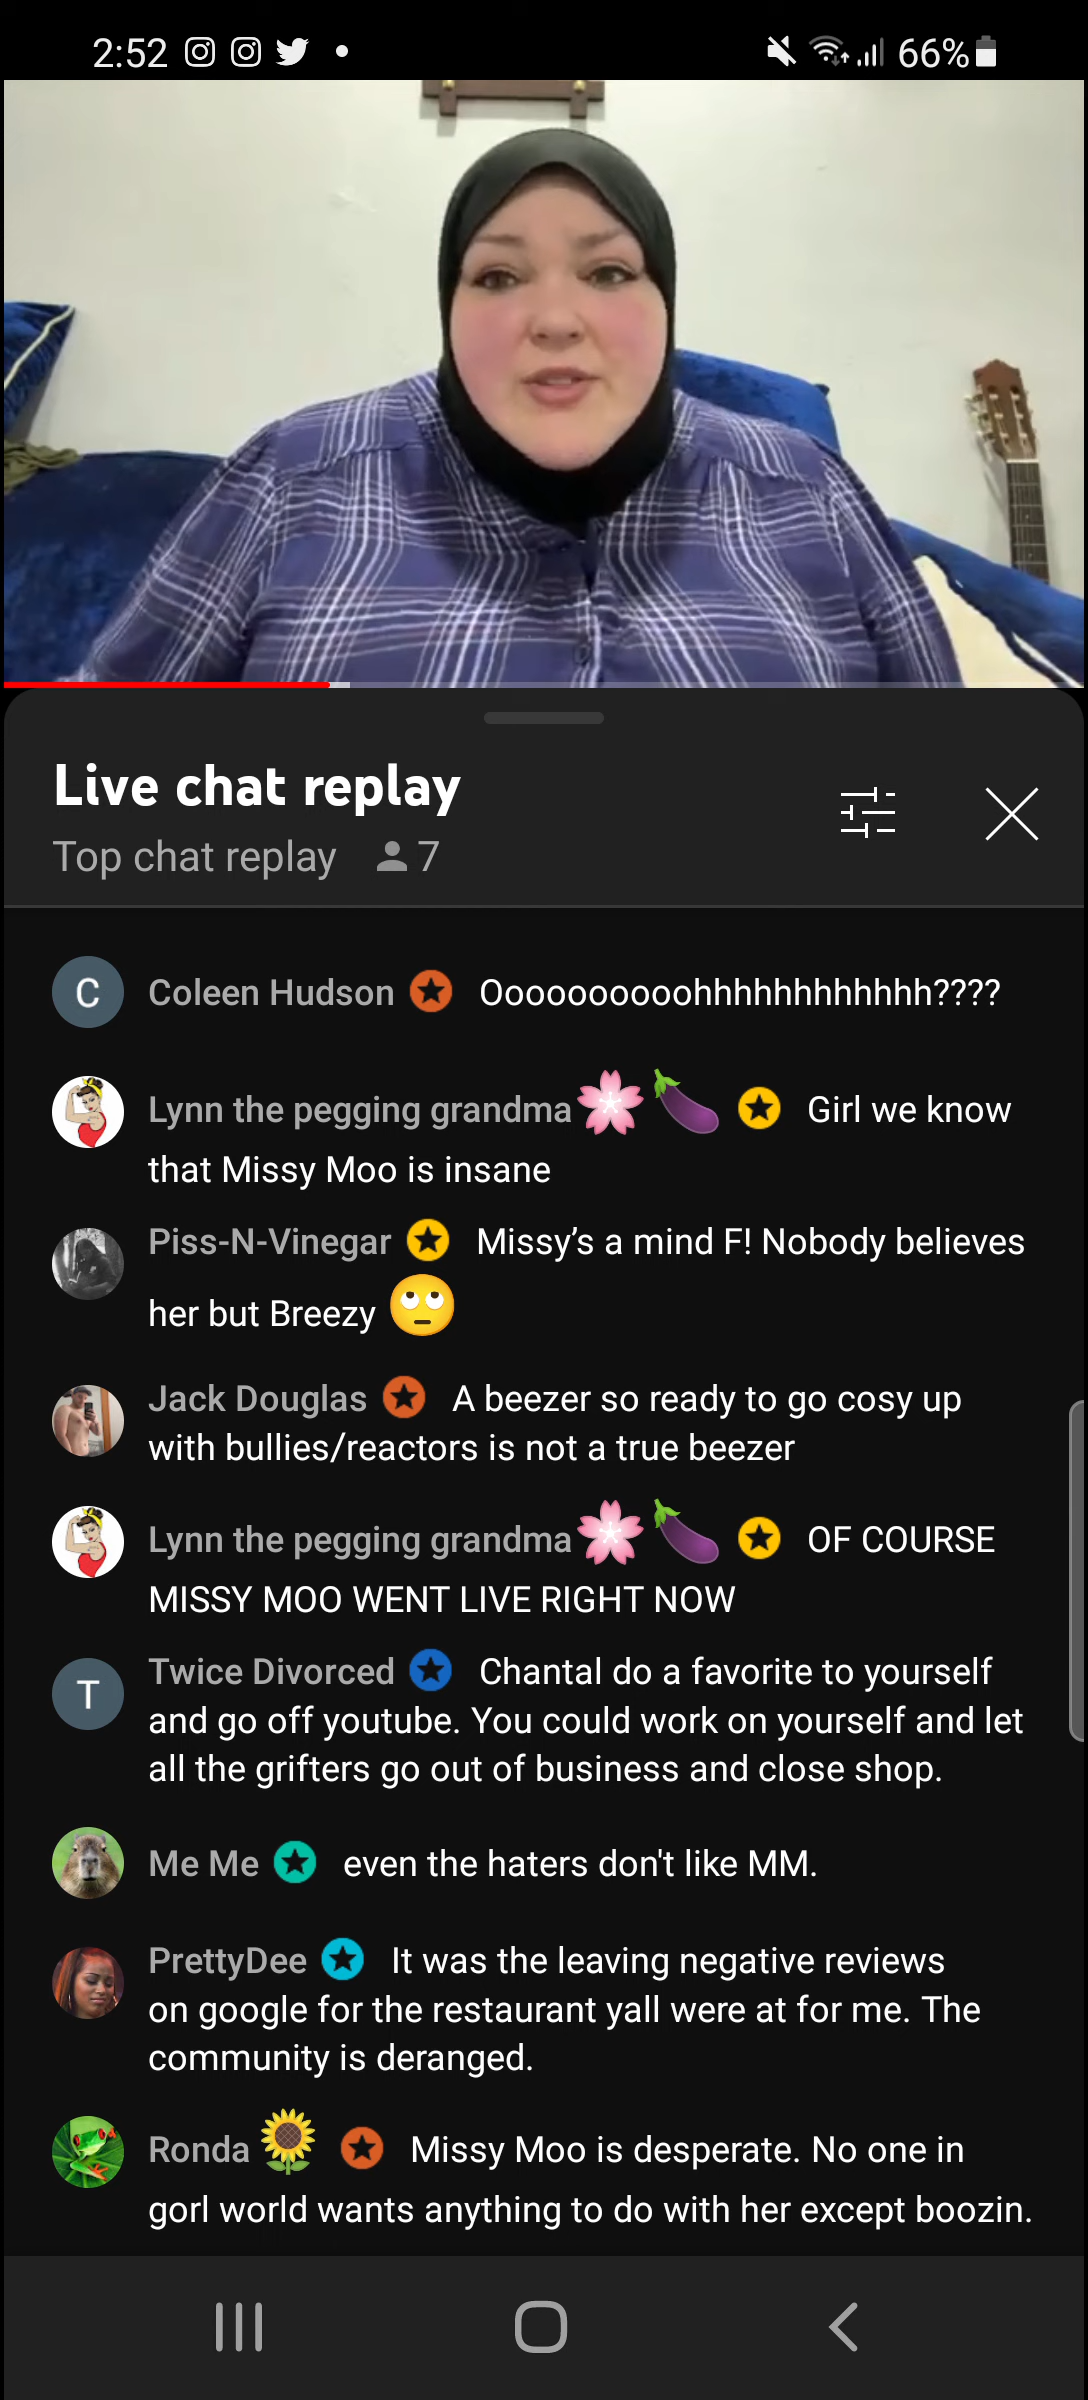 2:52 66%
Live chat replay
Top chat replay 7
C Coleen Hudson Oooooooooohhhhhhhhhhhh????
Lynn the pegging grandma🌸🍆 Girl we know
that Missy Moo is insane
Piss-N-Vinegar Missy’s a mind F! Nobody believes
her but Breezy 🙄
Jack Douglas A beezer so ready to go cosy up
with bullies/reactors is not a true beezer
Lynn the pegging grandma🌸🍆 OF COURSE
MISSY MOO WENT LIVE RIGHT NOW
T Twice Divorced Chantal do a favorite to yourself
and go off youtube. You could work on yourself and let
all the grifters go out of business and close shop.
Me Me even the haters don't like MM.
PrettyDee It was the leaving negative reviews
on google for the restaurant yall were at for me. The
community is deranged.
Ronda🌻 Missy Moo is desperate. No one in
gorl world wants anything to do with her except boozin.